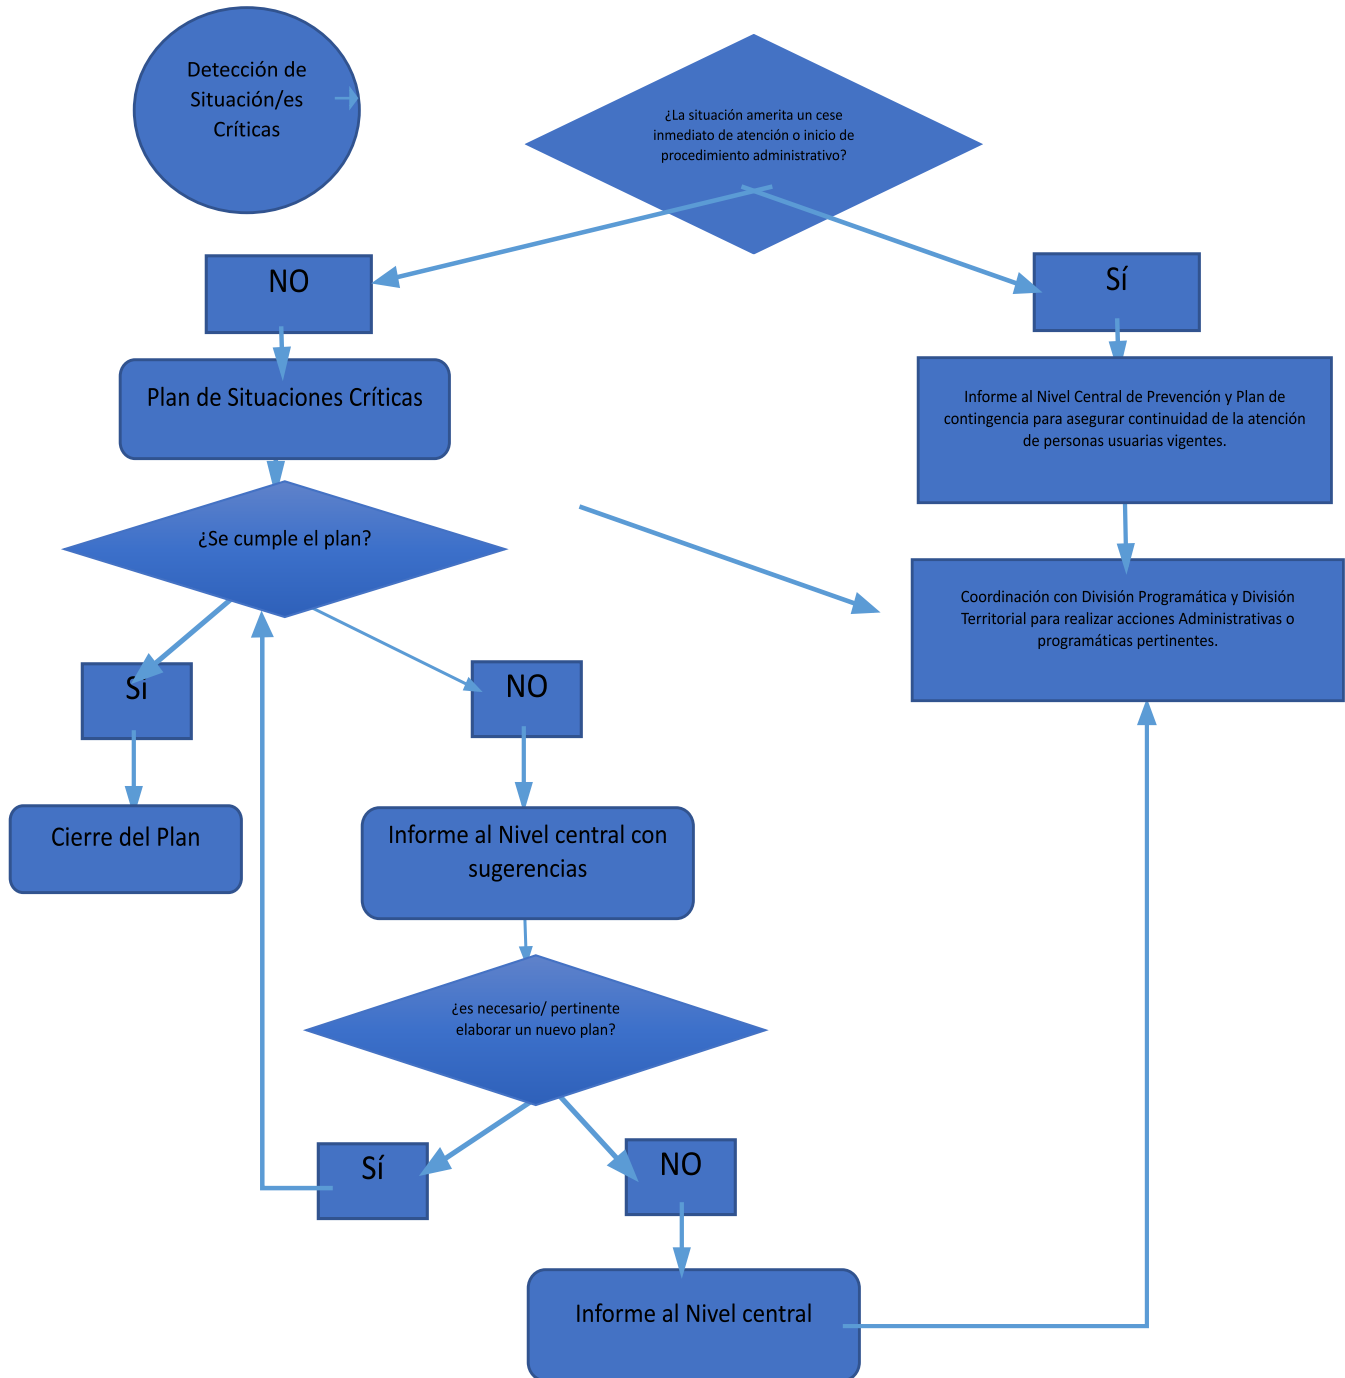 Detección de
Situación/es
Críticas
¿La situación amerita un cese
inmediato de atención o inicio de
procedimiento administrativo?
NO
Sí
Plan de Situaciones Críticas
Informe al Nivel Central de Prevención y Plan de
contingencia para asegurar continuidad de la atención
de personas usuarias vigentes.
¿Se cumple el plan?
Coordinación con División Programática y División
Territorial para realizar acciones Administrativas o
programáticas pertinentes.
Sí
NO
Cierre del Plan
Informe al Nivel central con
sugerencias
¿es necesario/ pertinente
elaborar un nuevo plan?
Sí
NO
Informe al Nivel central